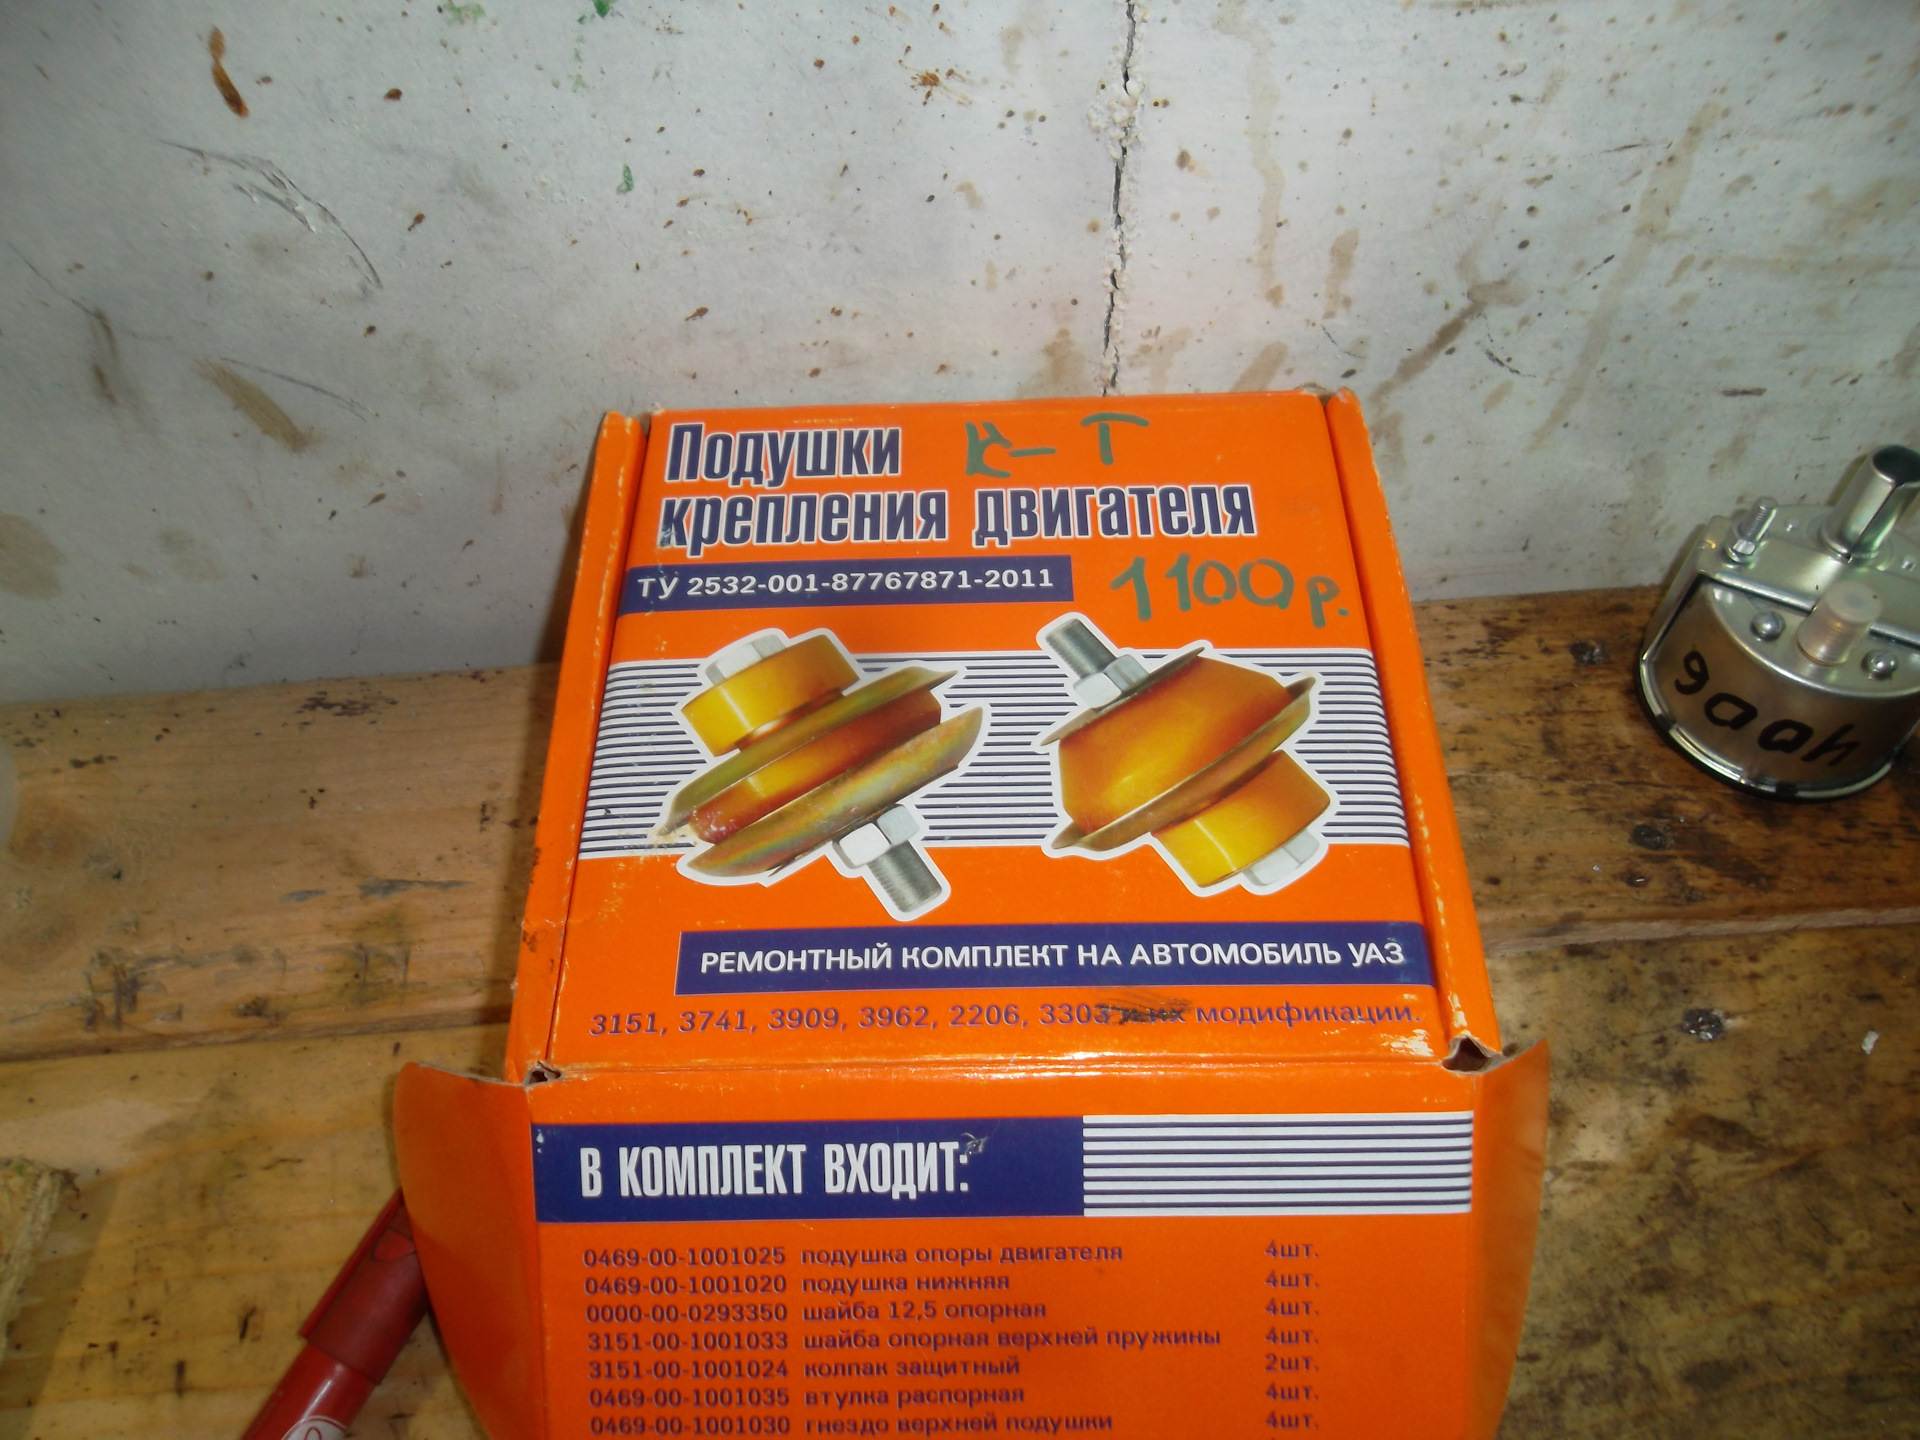 Подушки к-т
крепления двигателя
ТУ 2532-001-87767871-2011
1100р.
РЕМОНТНЫЙ КОМПЛЕКТ НА АВТОМОБИЛЬ УАЗ
3151, 3741, 3909, 3962, 2206, 3303 и их модификации.
В КОМПЛЕКТ ВХОДИТ:
0469-00-1001025 подушка опоры двигателя 4шт.
0469-00-1001020 подушка нижняя 4шт.
0000-00-0293350 шайба 12,5 опорная 4шт.
3151-00-1001033 шайба опорная верхней пружины 4шт.
3151-00-1001024 колпак защитный 2шт.
0469-00-1001035 втулка распорная 4шт.
0469-00-1001030 гнездо верхней подушки 4шт.
400б